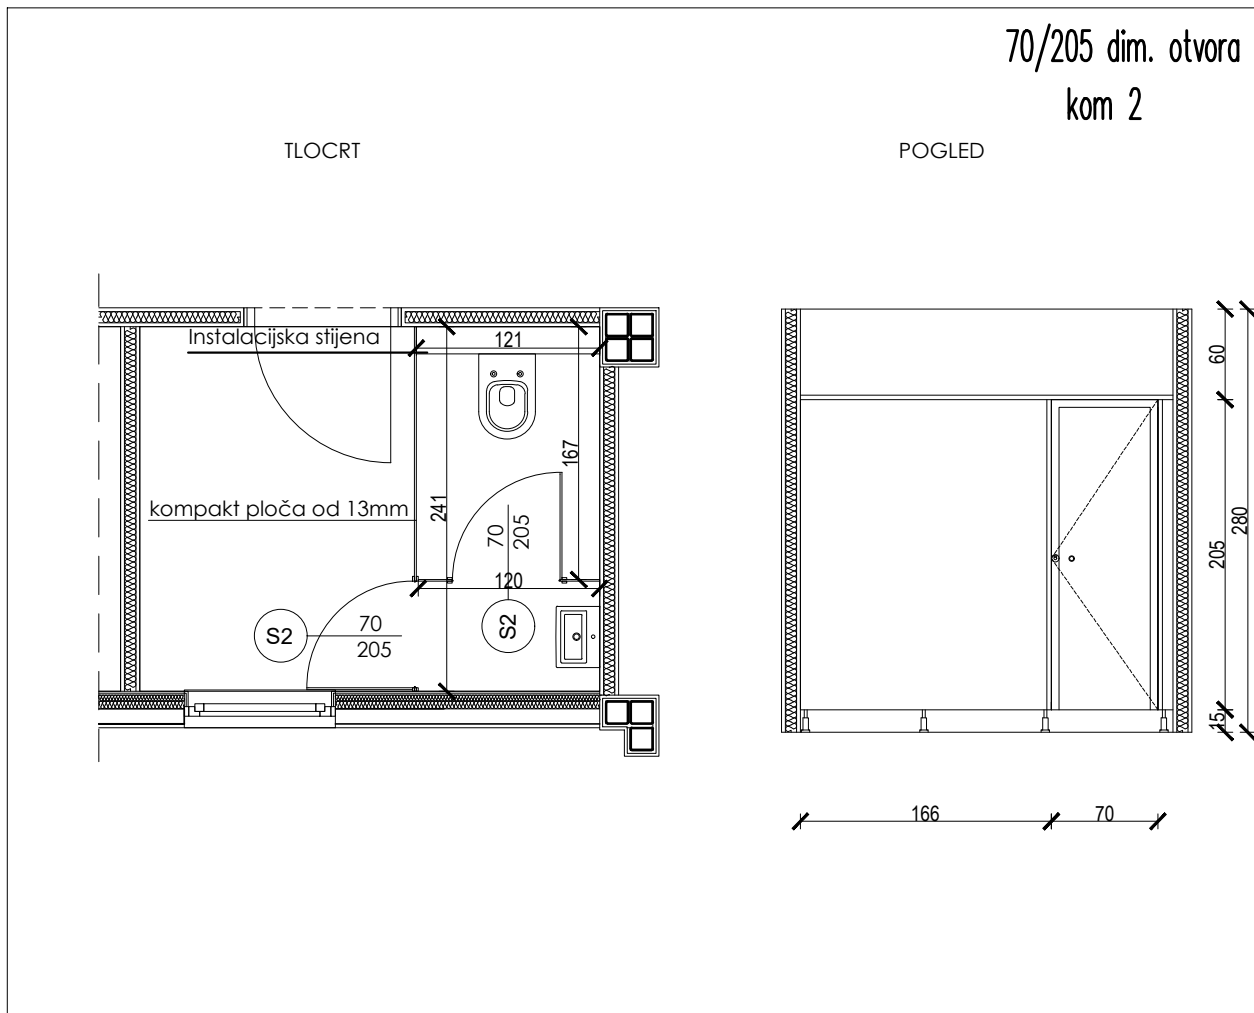 70/205 dim. otvora
kom 2
TLOCRT
POGLED
Instalacijska stijena
121
167
241
kompakt ploča od 13mm
70
205
120
S2
70
205
S2
60
205
280
15
166
70